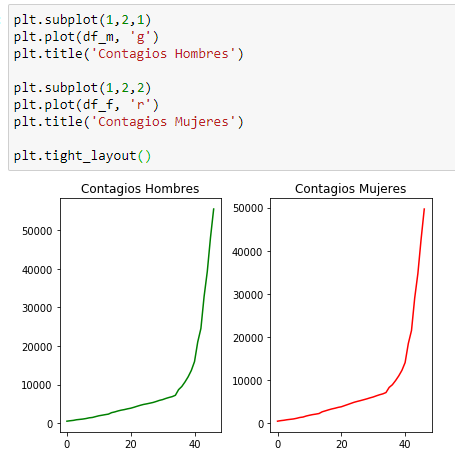 plt.subplot(1,2,1)
plt.plot(df_m, 'g')
plt.title('Contagios Hombres')
plt.subplot(1,2,2)
plt.plot(df_f, 'r')
plt.title('Contagios Mujeres')
plt.tight_layout()
Contagios Hombres
50000
40000
30000
20000
10000
0
0 20 40
Contagios Mujeres
50000
40000
30000
20000
10000
0
0 20 40